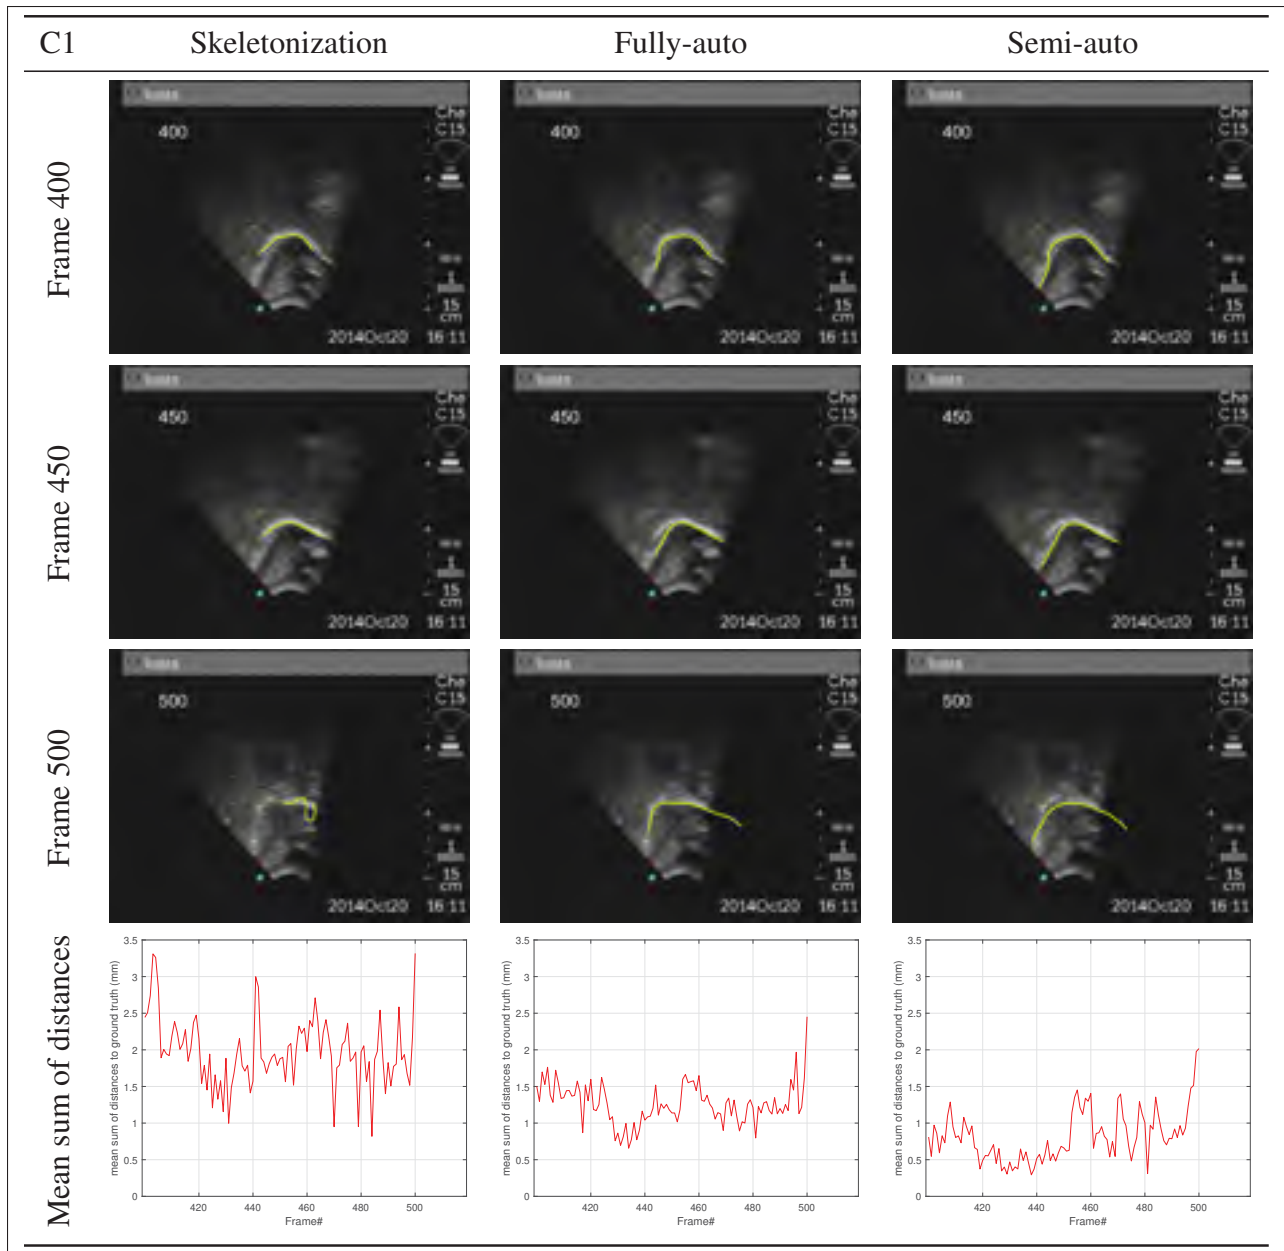 C1 Skeletonization Fully-auto Semi-auto
Frame 400
Che Che Che
C15 C15 C15
400 400 400
15 15 15
cm cm cm
2014Oct20 16:11 2014Oct20 16:11 2014Oct20 16:11
Frame 450
Che Che Che
C15 C15 C15
450 450 450
15 15 15
cm cm cm
2014Oct20 16:11 2014Oct20 16:11 2014Oct20 16:11
Frame 500
Che Che Che
C15 C15 C15
500 500 500
15 15 15
cm cm cm
2014Oct20 16:11 2014Oct20 16:11 2014Oct20 16:11
Mean sum of distances
mean sum of distances to ground truth (mm)
3.5
3
2.5
2
1.5
1
0.5
0
420 440 460 480 500
Frame#
mean sum of distances to ground truth (mm)
3.5
3
2.5
2
1.5
1
0.5
0
420 440 460 480 500
Frame#
mean sum of distances to ground truth (mm)
3.5
3
2.5
2
1.5
1
0.5
0
420 440 460 480 500
Frame#